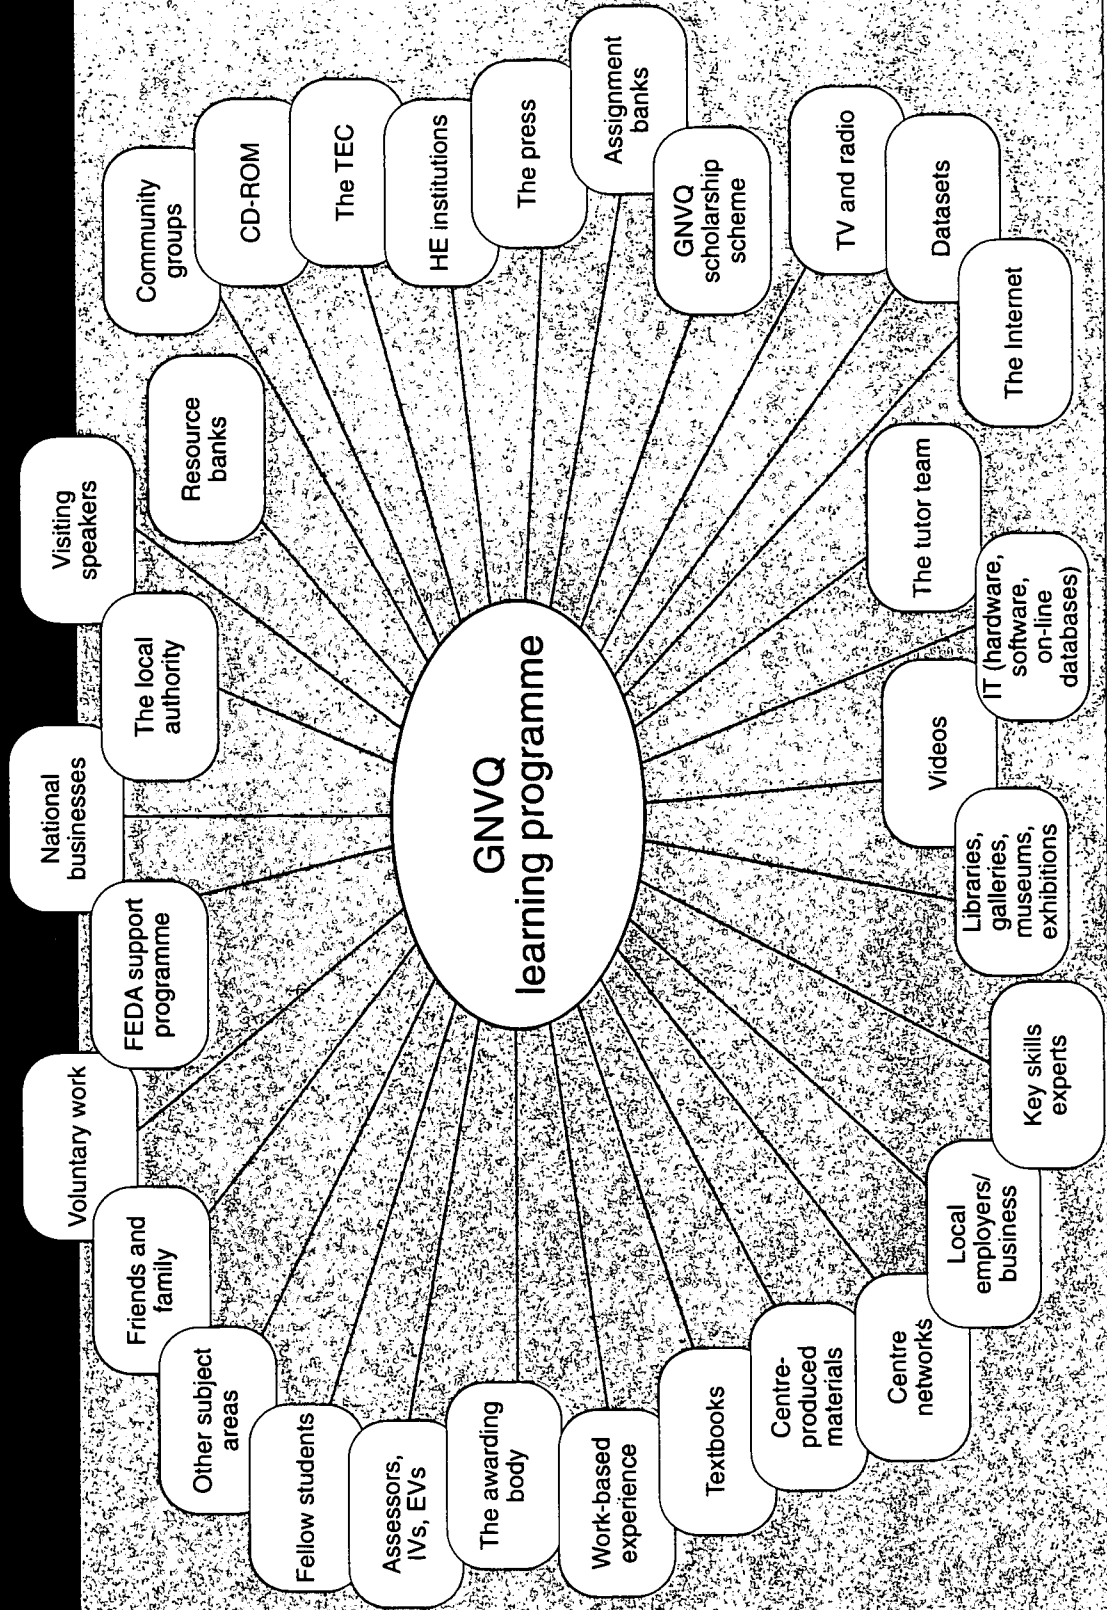 GNVQ
learning programme
National
businesses
The local
authority
Visiting
speakers
Resource
banks
Community
groups
CD-ROM
The TEC
HE institutions
The press
Assignment
banks
GNVQ
scholarship
scheme
TV and radio
Datasets
The Internet
The tutor team
IT (hardware,
software,
on-line
databases)
Videos
Libraries,
galleries,
museums,
exhibitions
Key skills
experts
Local
employers/
business
Centre
networks
Centre-
produced
materials
Textbooks
Work-based
experience
The awarding
body
Assessors,
IVs, EVs
Fellow students
Other subject
areas
Friends and
family
Voluntary work
FEDA support
programme